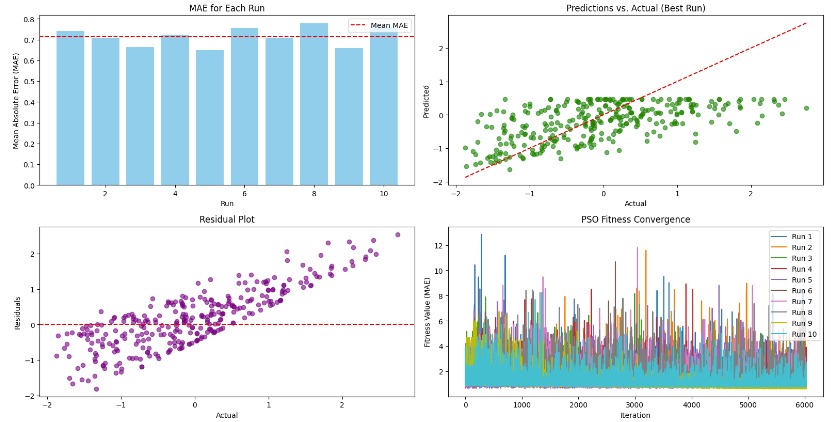 MAE for Each Run
Mean Absolute Error (MAE)
0.8
0.7
0.6
0.5
0.4
0.3
0.2
0.1
0.0
Mean MAE
2
4
6
8
10
Run
Predictions vs. Actual (Best Run)
Predicted
2
1
0
−1
−2
−2
−1
0
1
2
Actual
Residual Plot
Residuals
2
1
0
−1
−2
−2
−1
0
1
2
Actual
PSO Fitness Convergence
Fitness Value (MAE)
12
10
8
6
4
2
Run 1
Run 2
Run 3
Run 4
Run 5
Run 6
Run 7
Run 8
Run 9
Run 10
0
1000
2000
3000
4000
5000
6000
Iteration